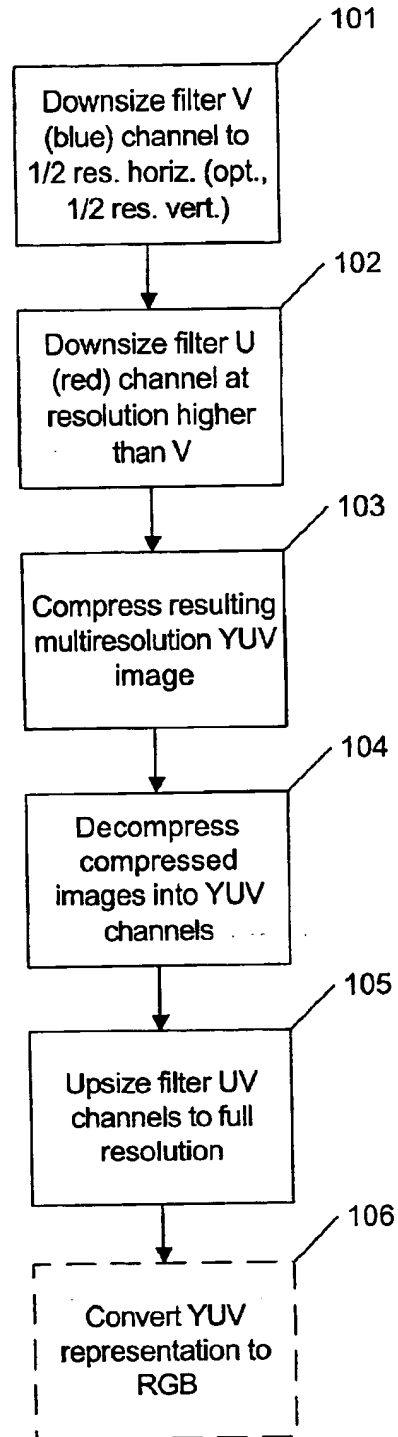 101
Downsize filter V
(blue) channel to
1/2 res. horiz. (opt.,
1/2 res. vert.)
102
Downsize filter U
(red) channel at
resolution higher
than V
103
Compress resulting
multiresolution YUV
image
104
Decompress
compressed
images into YUV
channels
105
Upsize filter UV
channels to full
resolution
106
Convert YUV
representation to
RGB